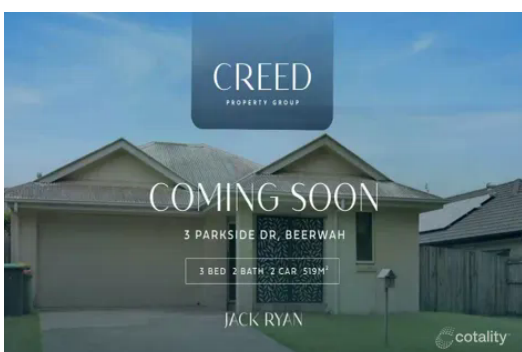 CREED
PROPERTY GROUP
COMING SOON
3 PARKSIDE DR, BEERWAH
3 BED 2 BATH 2 CAR 519M²
JACK RYAN
cotality